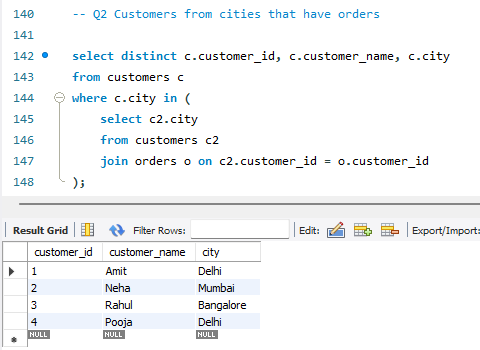 140 -- Q2 Customers from cities that have orders
141
142 select distinct c.customer_id, c.customer_name, c.city
143 from customers c
144 where c.city in (
145 select c2.city
146 from customers c2
147 join orders o on c2.customer_id = o.customer_id
148 );
Result Grid Filter Rows: Edit: Export/Import:
customer_id customer_name city
1 Amit Delhi
2 Neha Mumbai
3 Rahul Bangalore
4 Pooja Delhi
NULL NULL NULL